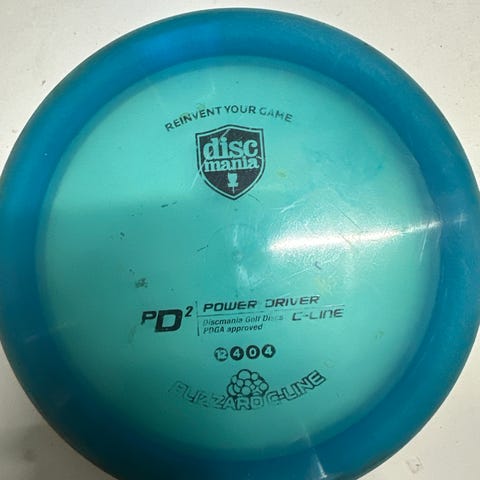 REINVENT YOUR GAME
disc
mania
PD² POWER DRIVER
Discmania Golf Discs C-LINE
PDGA approved
12 4 0 4
FLIZZARD C-LINE